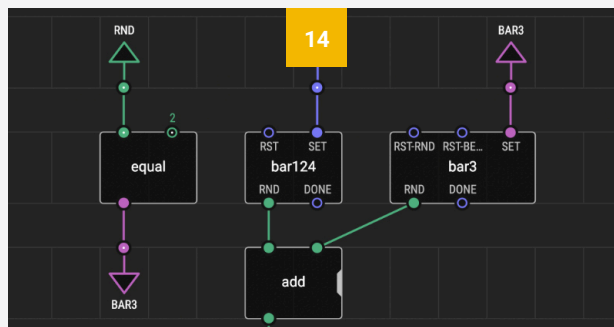 RND
14
BAR3
2
RST SET
RST-RND RST-BE... SET
equal
bar124
bar3
RND DONE
RND DONE
BAR3
add